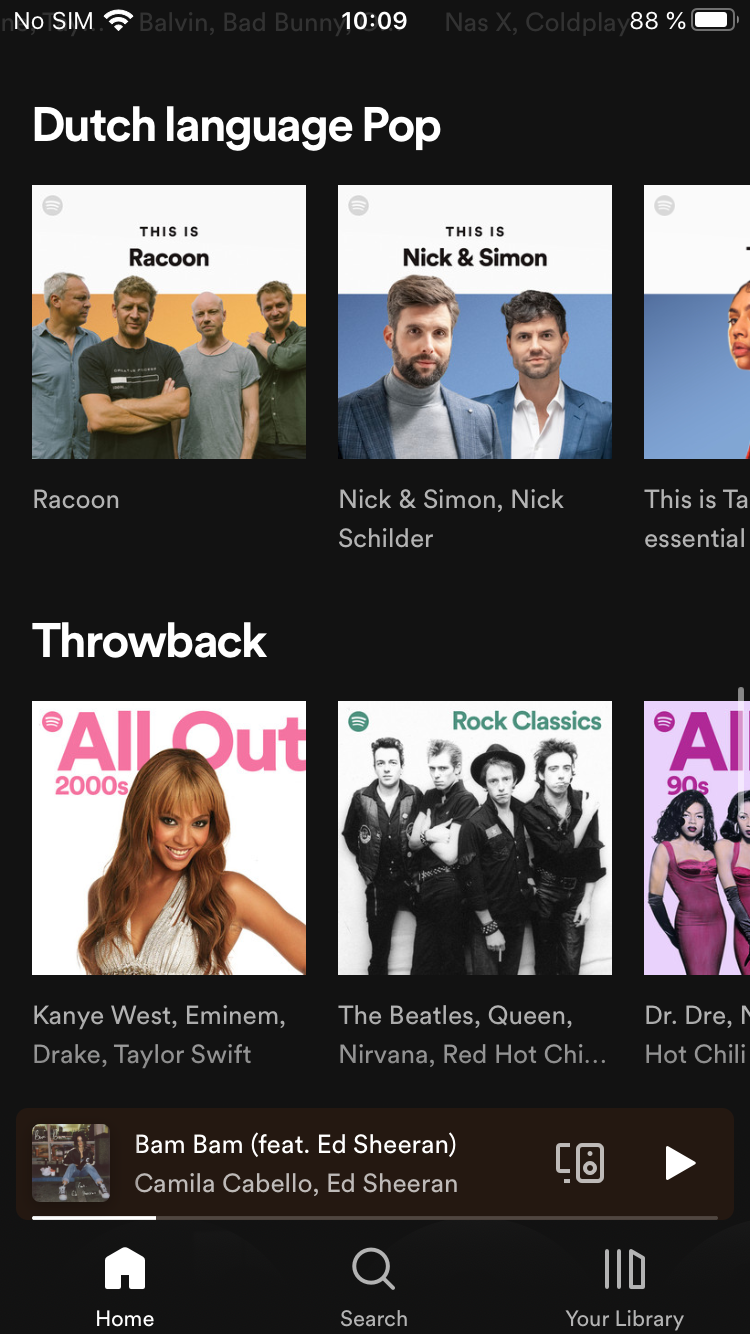 No SIM 10:09 88 %
Balvin, Bad Bunny, Nas X, Coldplay
Dutch language Pop
THIS IS
Racoon
THIS IS
Nick & Simon
Racoon
Nick & Simon, Nick
Schilder
This is Ta
essential
Throwback
All Out
2000s
Rock Classics
Al
90s
Kanye West, Eminem,
Drake, Taylor Swift
The Beatles, Queen,
Nirvana, Red Hot Chi...
Dr. Dre, N
Hot Chili
Bam Bam (feat. Ed Sheeran)
Camila Cabello, Ed Sheeran
Home
Search
Your Library